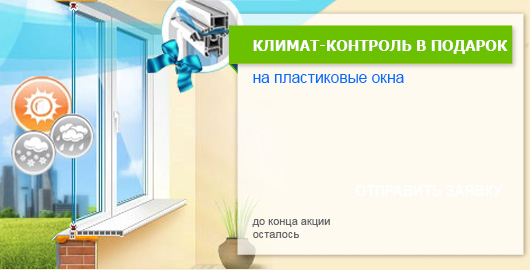 КЛИМАТ-КОНТРОЛЬ В ПОДАРОК
на пластиковые окна
ОТПРАВИТЬ ЗАЯВКУ
до конца акции
осталось